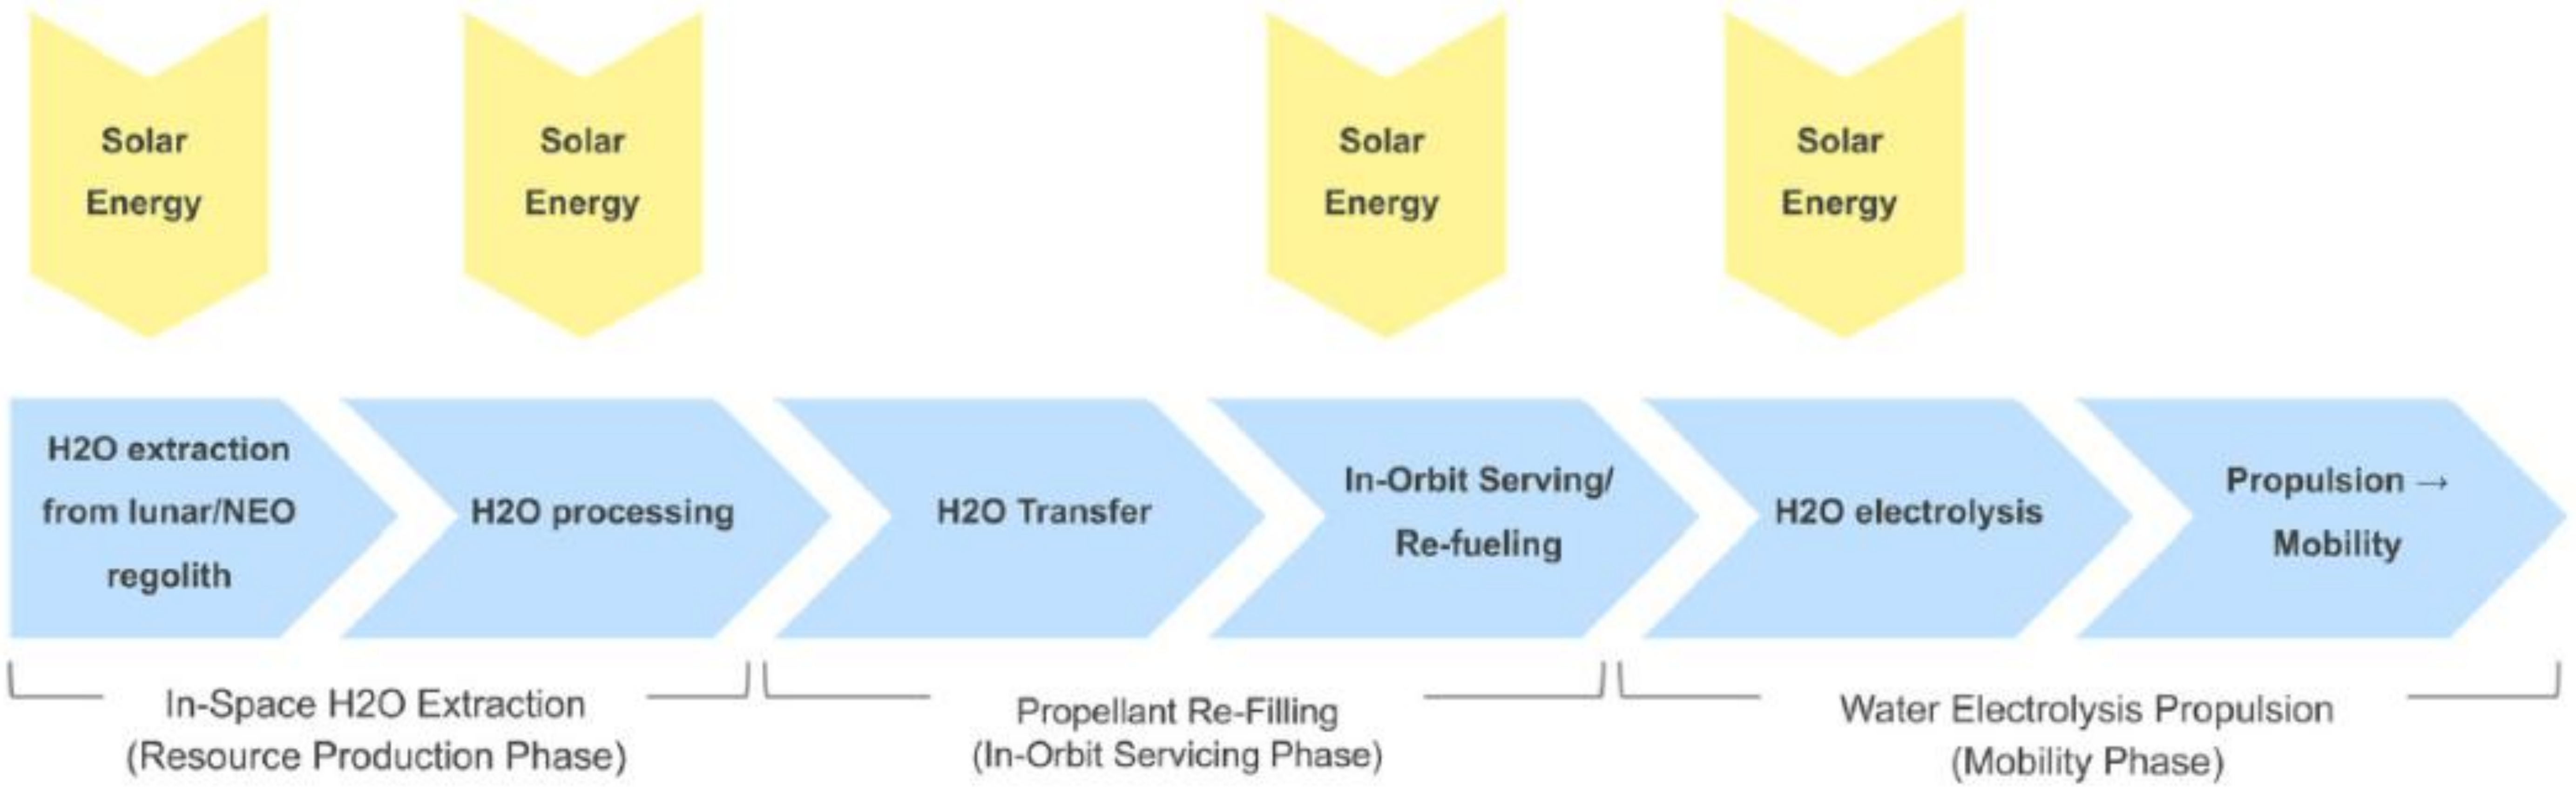 Solar
Energy
Solar
Energy
Solar
Energy
Solar
Energy
H2O extraction
from lunar/NEO
regolith
H2O processing
H2O Transfer
In-Orbit Serving/
Re-fueling
H2O electrolysis
Propulsion →
Mobility
In-Space H2O Extraction
(Resource Production Phase)
Propellant Re-Filling
(In-Orbit Servicing Phase)
Water Electrolysis Propulsion
(Mobility Phase)